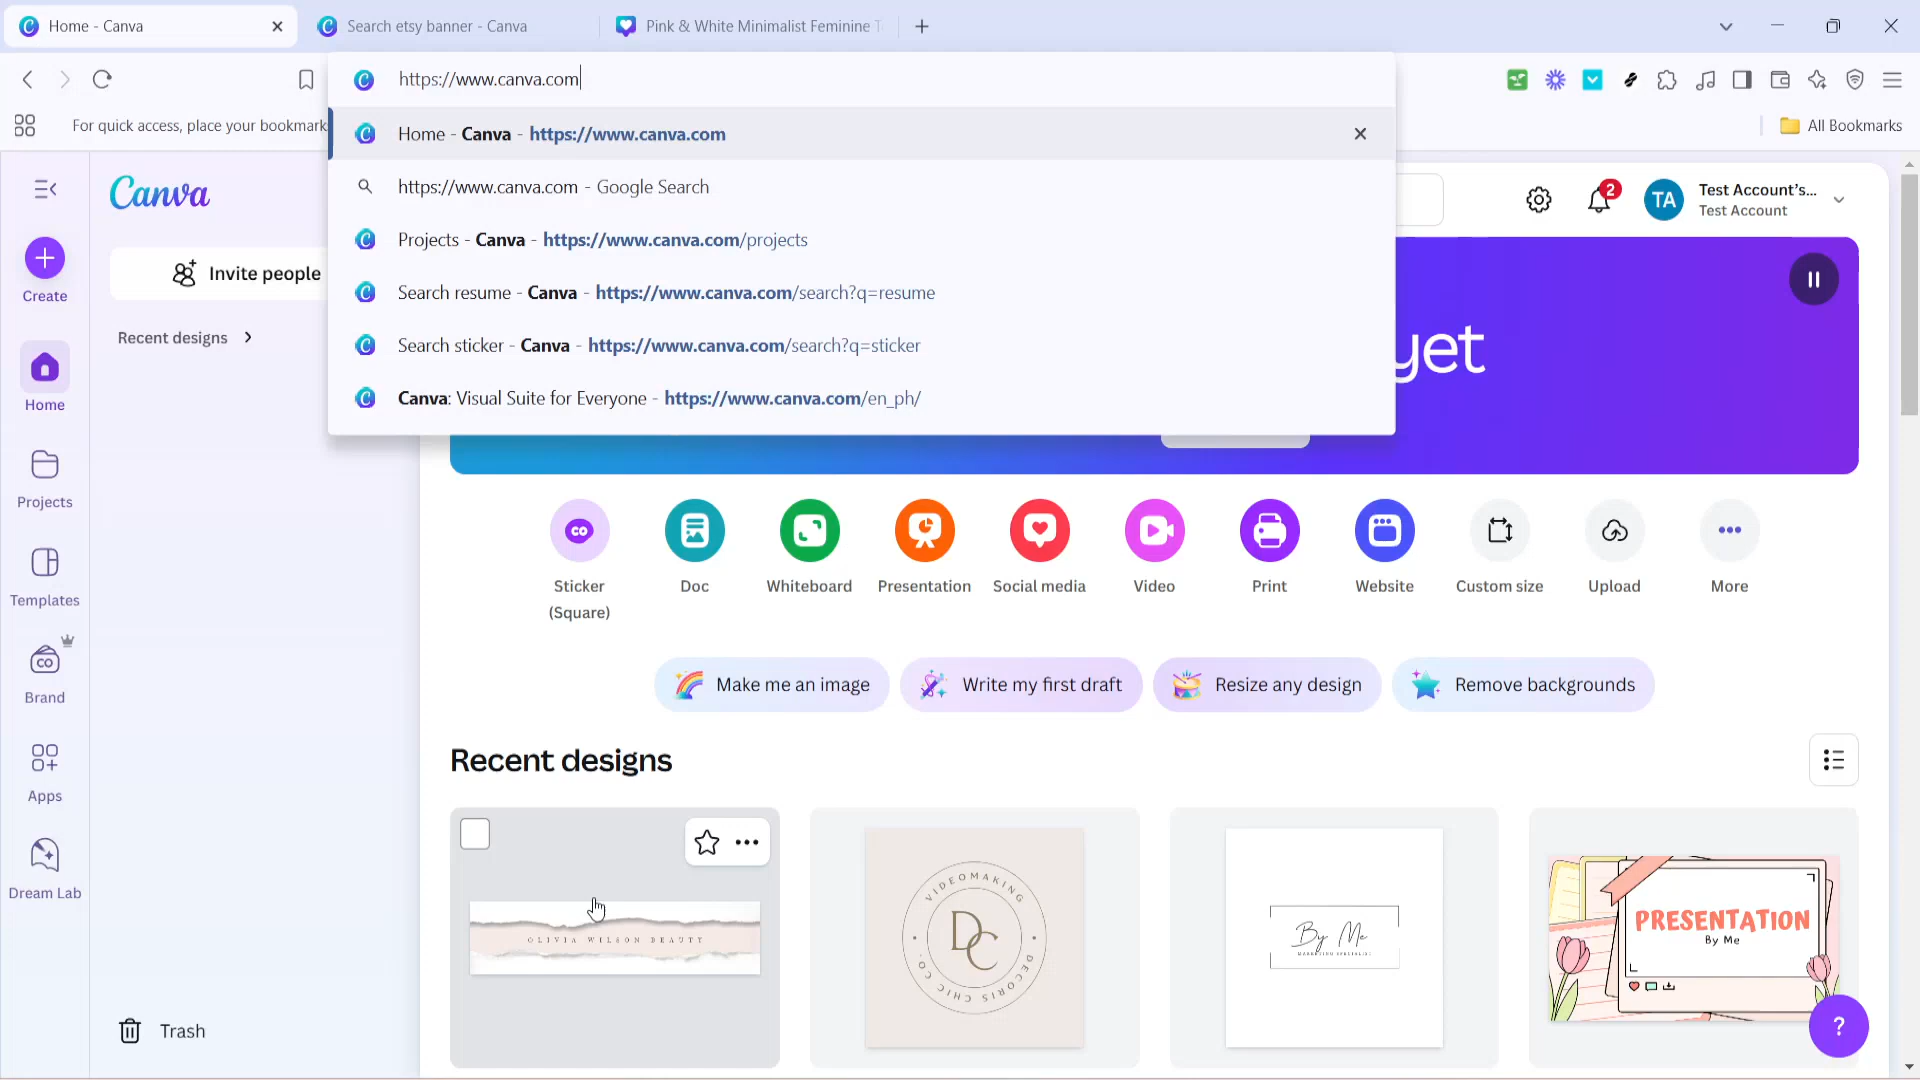 Home - Canva
Search etsy banner - Canva
Pink & White Minimalist Feminine T
https://www.canva.com
For quick access, place your bookmark
All Bookmarks
Home - Canva - https://www.canva.com
https://www.canva.com - Google Search
Projects - Canva - https://www.canva.com/projects
Search resume - Canva - https://www.canva.com/search?q=resume
Search sticker - Canva - https://www.canva.com/search?q=sticker
Canva: Visual Suite for Everyone - https://www.canva.com/en_ph/
Canva
2
TA
Test Account's...
Test Account
Create
Invite people
Recent designs
Home
Projects
Templates
Brand
Apps
Dream Lab
Trash
yet
co
Sticker (Square)
Doc
Whiteboard
Presentation
Social media
Video
Print
Website
Custom size
Upload
More
Make me an image
Write my first draft
Resize any design
Remove backgrounds
Recent designs
OLIVIA WILSON BEAUTY
VIDEOMAKING
DC
DECORIS CHIC CO.
By Me
MARKETING SPECIALIST
PRESENTATION
By Me
?